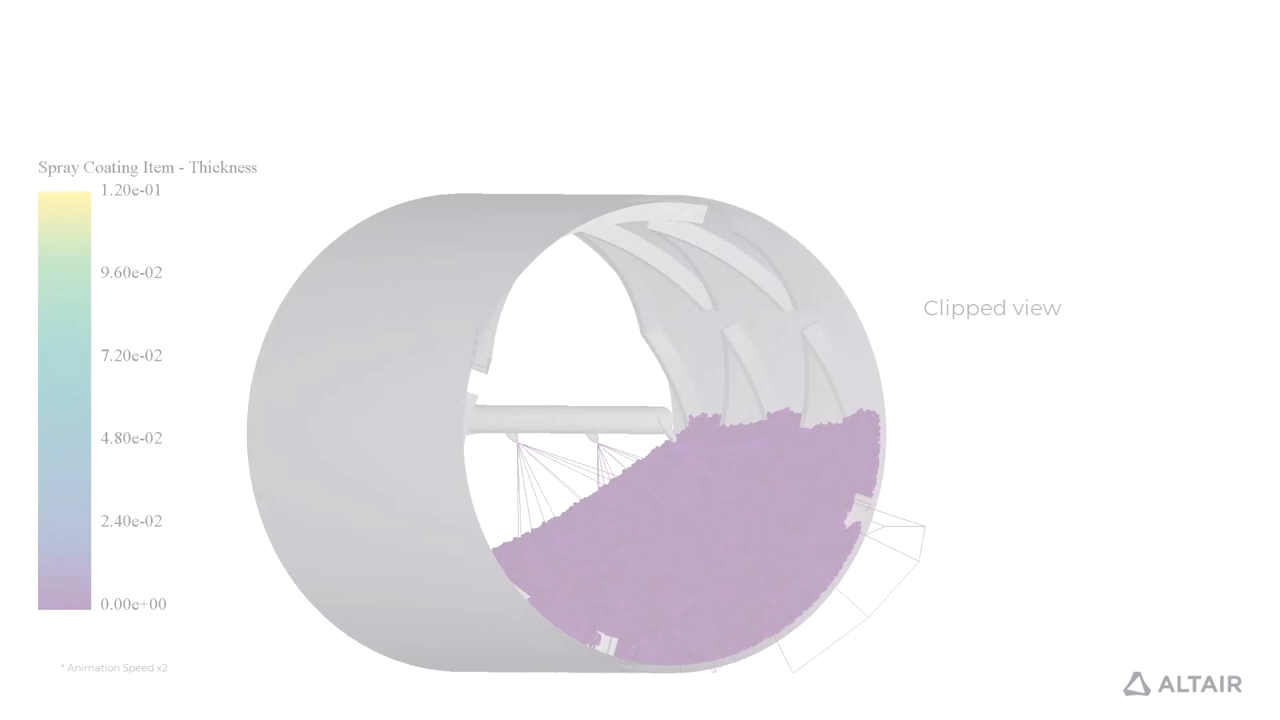 Spray Coating Item - Thickness
1.20e-01
9.60e-02
7.20e-02
4.80e-02
2.40e-02
0.00e+00
Clipped view
* Animation Speed x2
ALTAIR